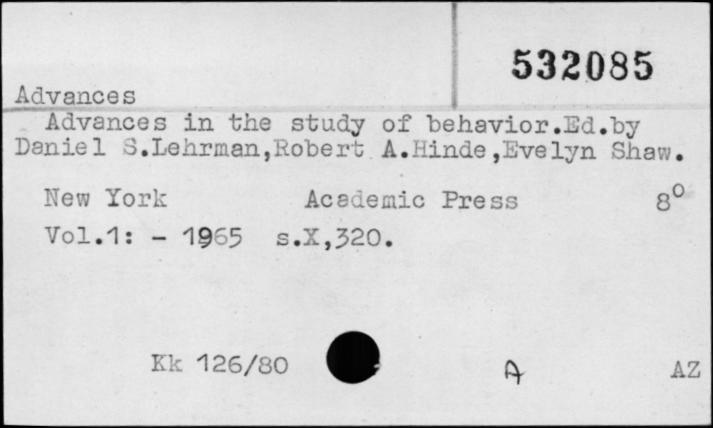 532085
Advances
Advances in the study of behavior.Ed.by
Daniel S.Lehrman,Robert A.Hinde,Evelyn Shaw.
New York Academic Press 8°
Vol.1: - 1965 s.X,320.
Kk 126/80 A AZ